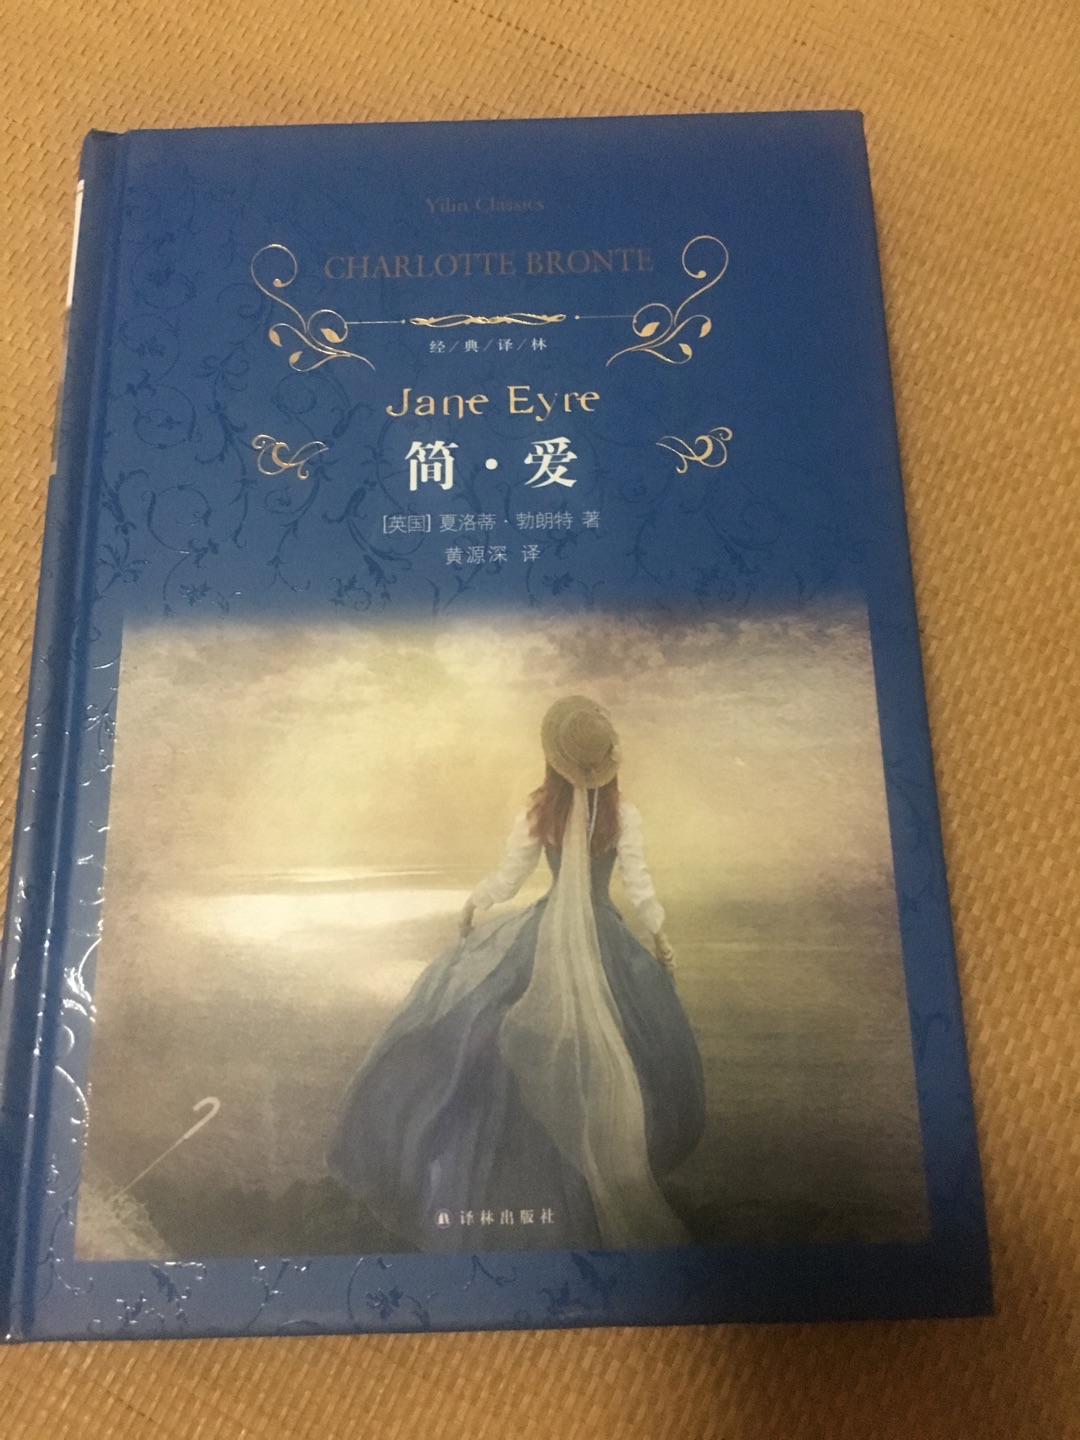 Yilin Classics
CHARLOTTE BRONTE
经/典/译/林
Jane Eyre
简·爱
[英国] 夏洛蒂·勃朗特 著
黄源深 译
译林出版社